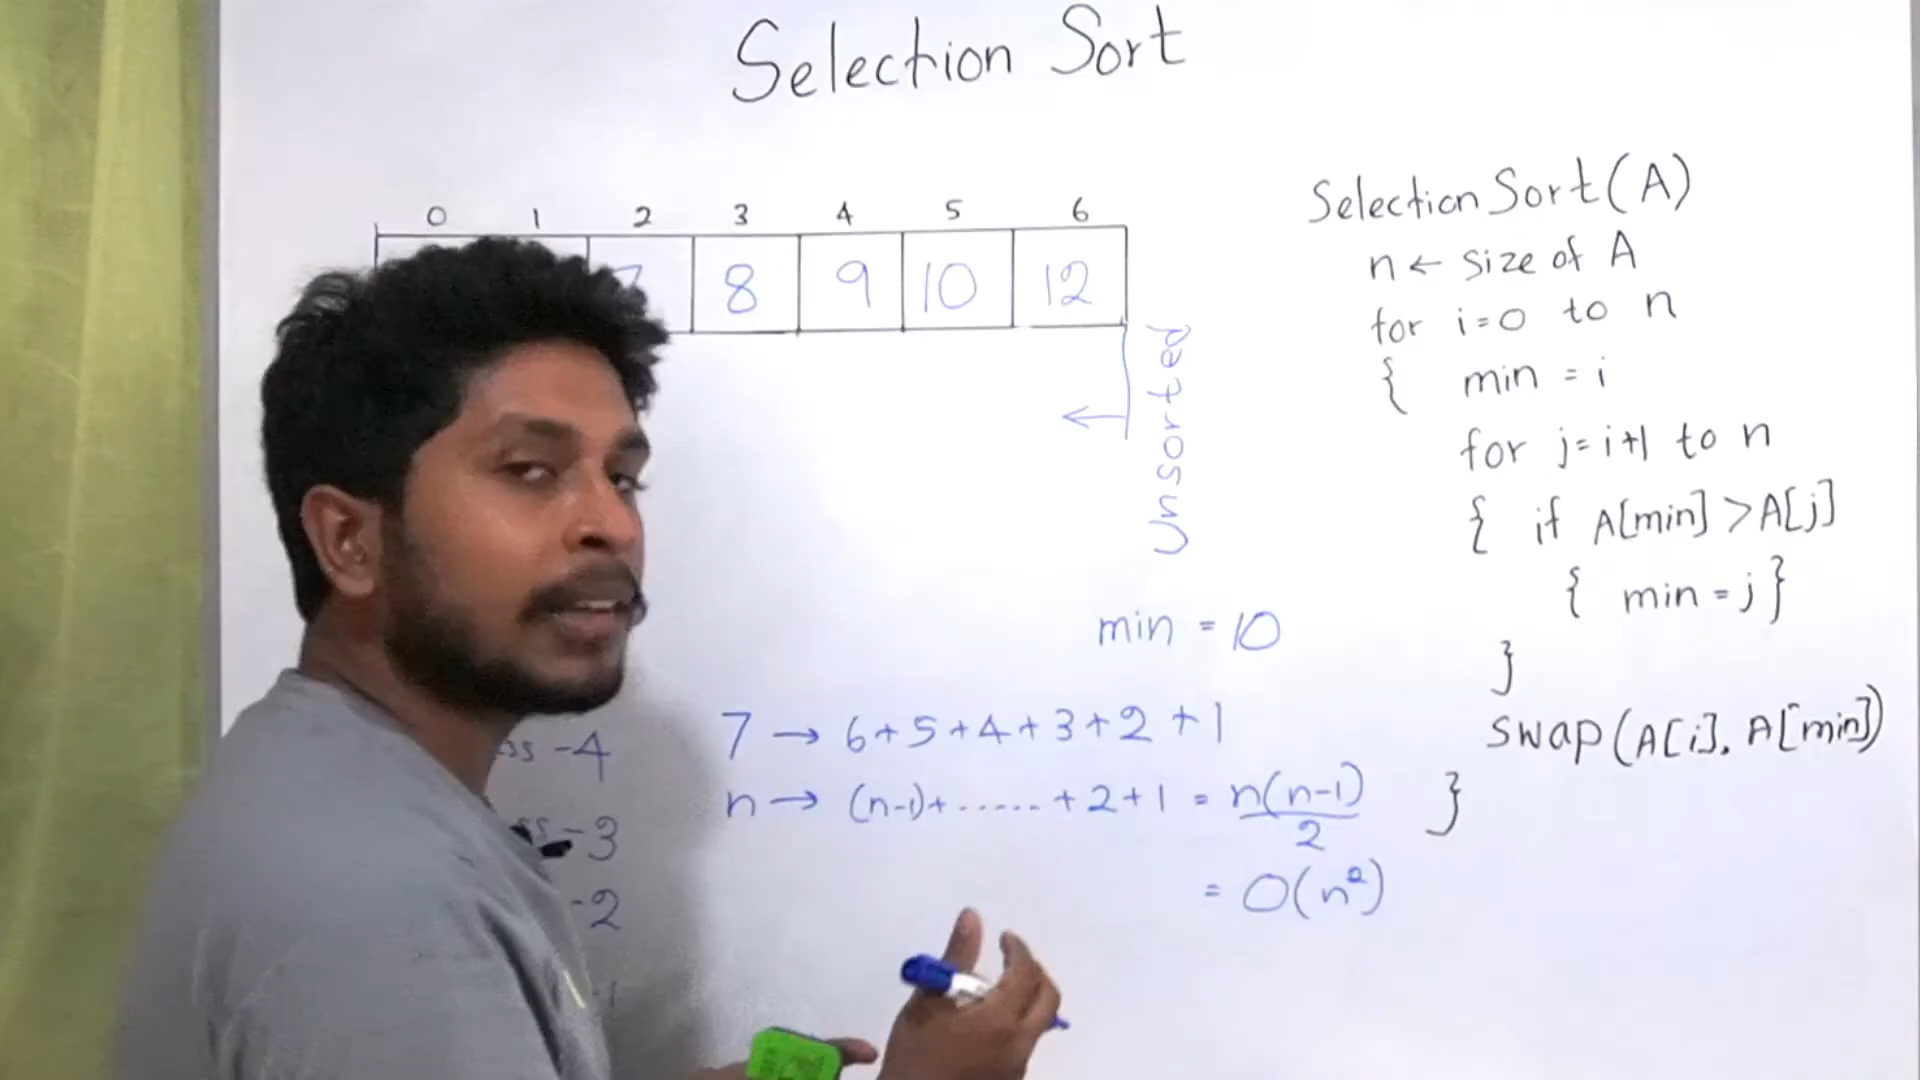 Selection Sort
0 1 2 3 4 5 6
8 9 10 12
Unsorted
min = 10
-4
7 → 6+5+4+3+2+1
n → (n-1)+......+2+1 = n(n-1)/2
-3
= O(n²)
-2
SelectionSort(A)
n ← size of A
for i=0 to n
{ min = i
for j=i+1 to n
{ if A[min] >A[j]
{ min = j}
}
swap(A[i], A[min])
}